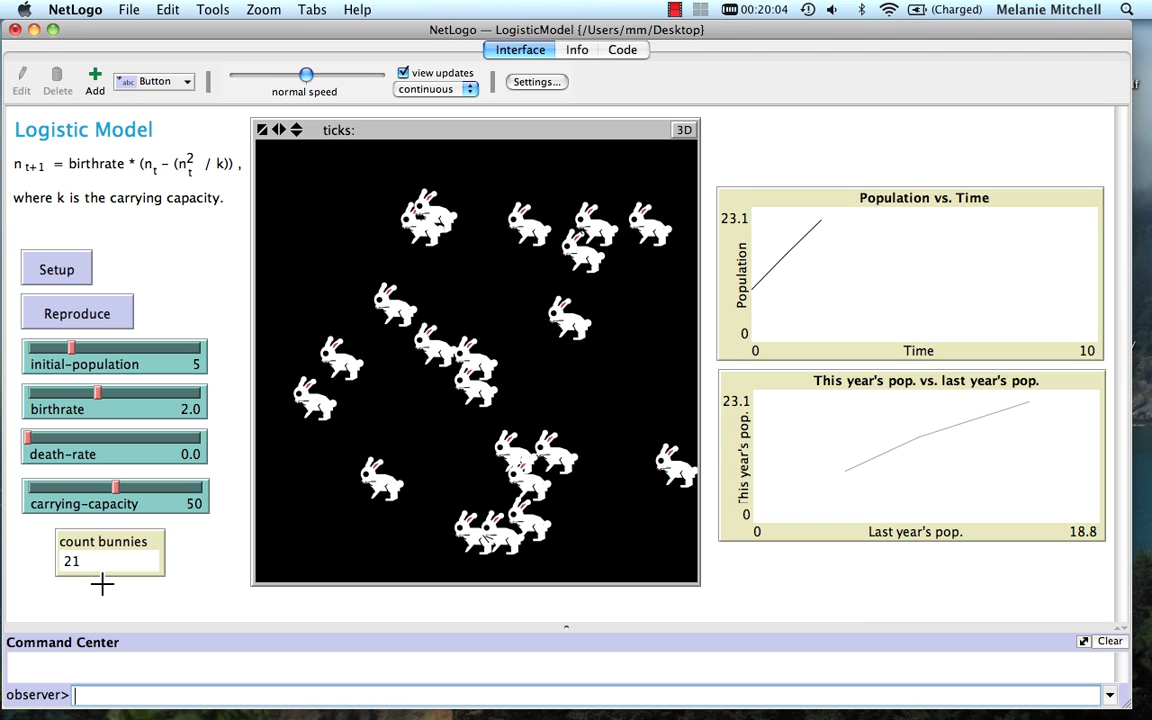 NetLogo File Edit Tools Zoom Tabs Help 00:20:04 (Charged) Melanie Mitchell
NetLogo — LogisticModel {/Users/mm/Desktop}
Interface Info Code
Edit Delete Add abc Button normal speed view updates continuous Settings...
Logistic Model
n t+1 = birthrate * (n t − (n 2 t / k)) ,
where k is the carrying capacity.
Setup
Reproduce
initial-population 5
birthrate 2.0
death-rate 0.0
carrying-capacity 50
count bunnies
21
ticks: 3D
Population vs. Time
23.1
Population
0
0 Time 10
This year's pop. vs. last year's pop.
23.1
This year's pop.
0
0 Last year's pop. 18.8
Command Center Clear
observer>